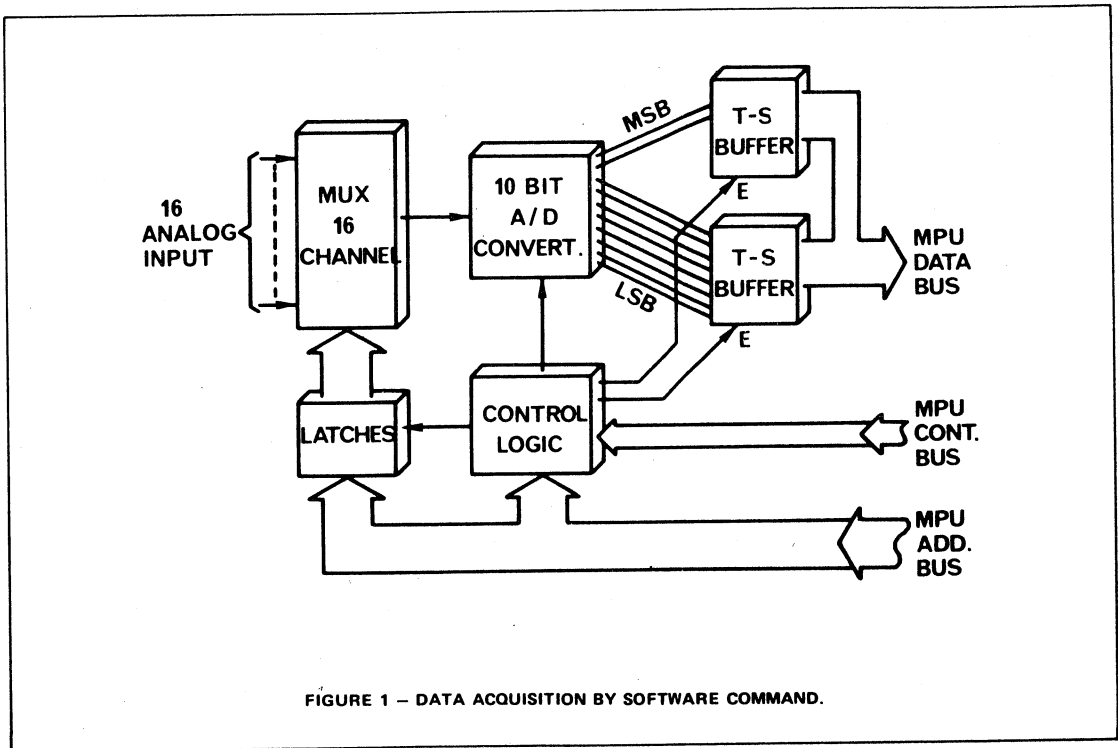 16
ANALOG
INPUT
MUX
16
CHANNEL
10 BIT
A/D
CONVERT.
MSB
LSB
T-S
BUFFER
E
T-S
BUFFER
E
MPU
DATA
BUS
LATCHES
CONTROL
LOGIC
MPU
CONT.
BUS
MPU
ADD.
BUS
FIGURE 1 – DATA ACQUISITION BY SOFTWARE COMMAND.